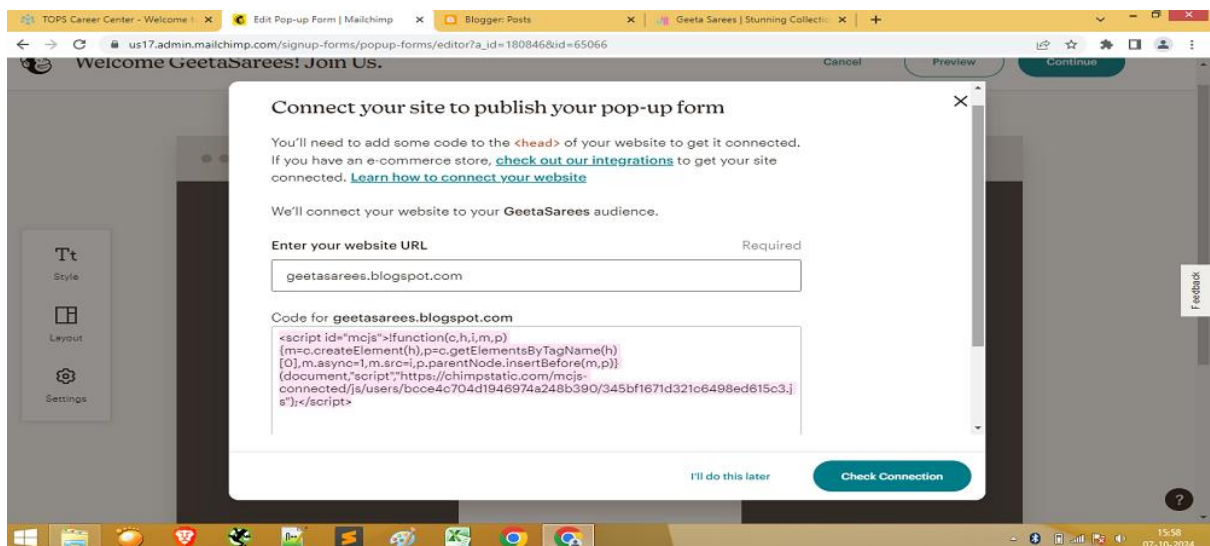 TOPS Career Center - Welcome t
Edit Pop-up Form | Mailchimp
Blogger: Posts
Geeta Sarees | Stunning Collectio
us17.admin.mailchimp.com/signup-forms/popup-forms/editor?a_id=180846&id=65066
Welcome GeetaSarees! Join Us.
Cancel
Preview
Continue
Connect your site to publish your pop-up form
You'll need to add some code to the <head> of your website to get it connected.
If you have an e-commerce store, check out our integrations to get your site
connected. Learn how to connect your website
We'll connect your website to your GeetaSarees audience.
Enter your website URL
Required
geetasarees.blogspot.com
Code for geetasarees.blogspot.com
<script id="mcjs">!function(c,h,i,m,p)
{m=c.createElement(h),p=c.getElementsByTagName(h)
[0],m.async=1,m.src=i,p.parentNode.insertBefore(m,p)}
(document,"script","https://chimpstatic.com/mcjs-
connected/js/users/bcce4c704d1946974a248b390/345bf1671d321c6498ed615c3.j
s");</script>
Tt
Style
Layout
Settings
Feedback
I'll do this later
Check Connection
?
15:58
07-10-2024